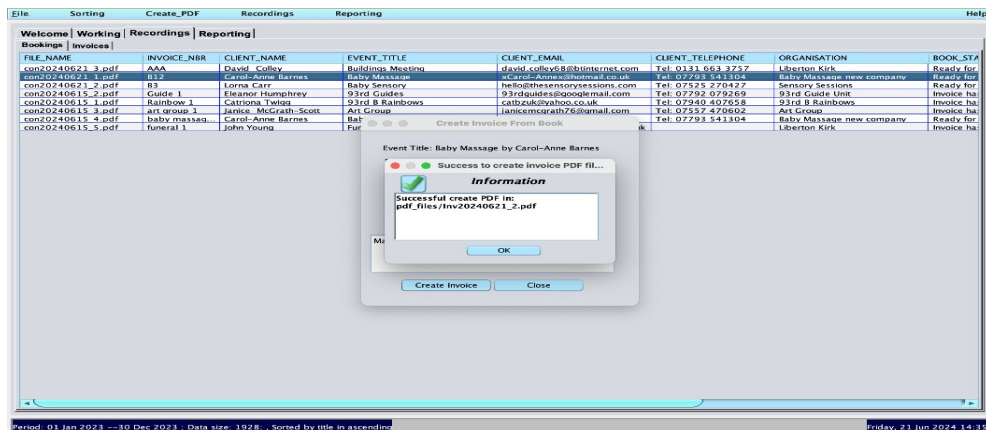 File Sorting Create_PDF Recordings Reporting Help
Welcome Working Recordings Reporting
Bookings Invoices
FILE_NAME INVOICE_NBR CLIENT_NAME EVENT_TITLE CLIENT_EMAIL CLIENT_TELEPHONE ORGANISATION BOOK_STA
con20240621_3.pdf AAA David Colley Buildings Meeting david.colley68@btinternet.com Tel: 0131 663 3757 Liberton Kirk Ready for
con20240621_1.pdf B12 Carol-Anne Barnes Baby Massage xCarol-Annex@hotmail.co.uk Tel: 07793 541304 Baby Massage new company Ready for
con20240621_2.pdf B3 Lorna Carr Baby Sensory hello@thesensorysessions.com Tel: 07525 270427 Sensory Sessions Ready for
con20240615_2.pdf Guide 1 Eleanor Humphrey 93rd Guides 93rdguides@googlemail.com Tel: 07792 079269 93rd Guide Unit Invoice ha
con20240615_1.pdf Rainbow 1 Catriona Twigg 93rd B Rainbows catbzuk@yahoo.co.uk Tel: 07940 407658 93rd B Rainbows Invoice ha
con20240615_3.pdf art group 1 Janice McGrath-Scott Art Group janicemcgrath76@gmail.com Tel: 07557 470602 Art Group Invoice ha
con20240615_4.pdf baby massag... Carol-Anne Barnes Bab Tel: 07793 541304 Baby Massage new company Ready for
con20240615_5.pdf funeral 1 John Young Fur uk Liberton Kirk Invoice ha
Create Invoice From Book
Event Title: Baby Massage by Carol-Anne Barnes
Success to create invoice PDF fil...
Information
Successful create PDF in:
pdf_files/Inv20240621_2.pdf
Ma
OK
Create Invoice Close
Period: 01 Jan 2023 --30 Dec 2023 : Data size: 1928: , Sorted by title in ascending Friday, 21 Jun 2024 14:35